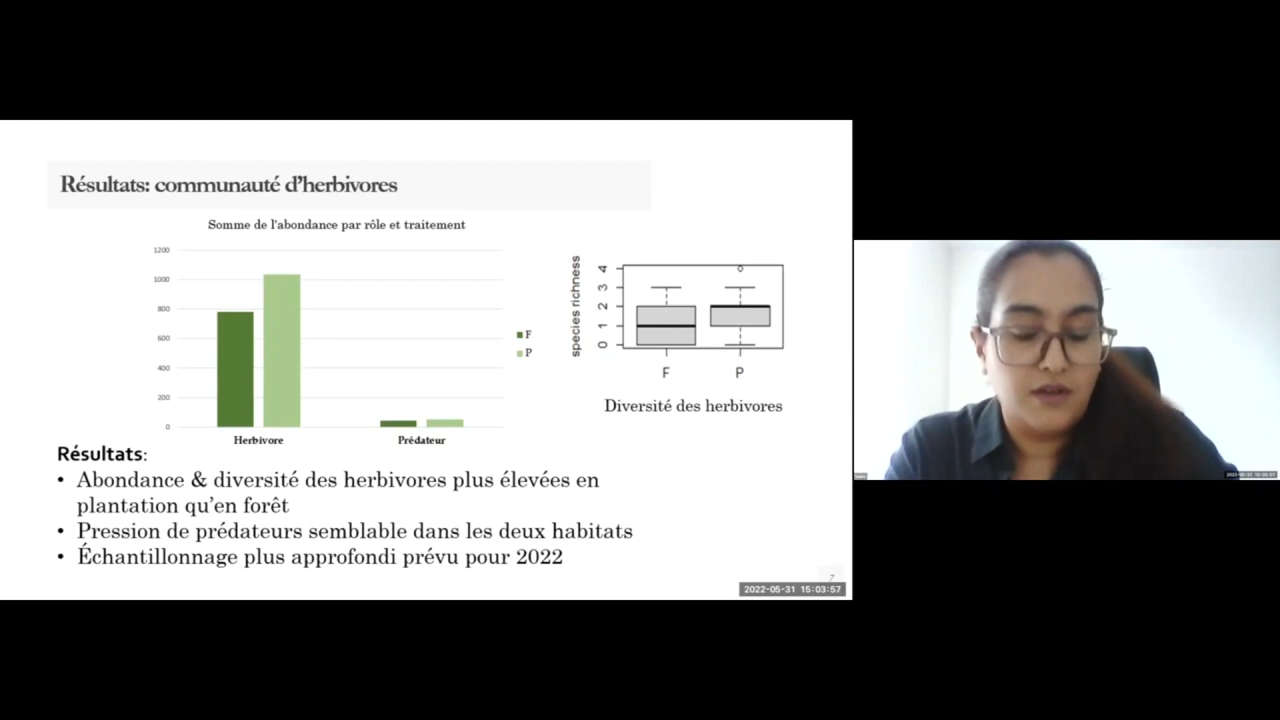 Résultats: communauté d'herbivores
Somme de l'abondance par rôle et traitement
1200
1000
800
600
400
200
0
Herbivore
Prédateur
F
P
species richness
4
3
2
1
0
F
P
Diversité des herbivores
Résultats:
• Abondance & diversité des herbivores plus élevées en
plantation qu'en forêt
• Pression de prédateurs semblable dans les deux habitats
• Échantillonnage plus approfondi prévu pour 2022
7
2022-05-31 15:03:57